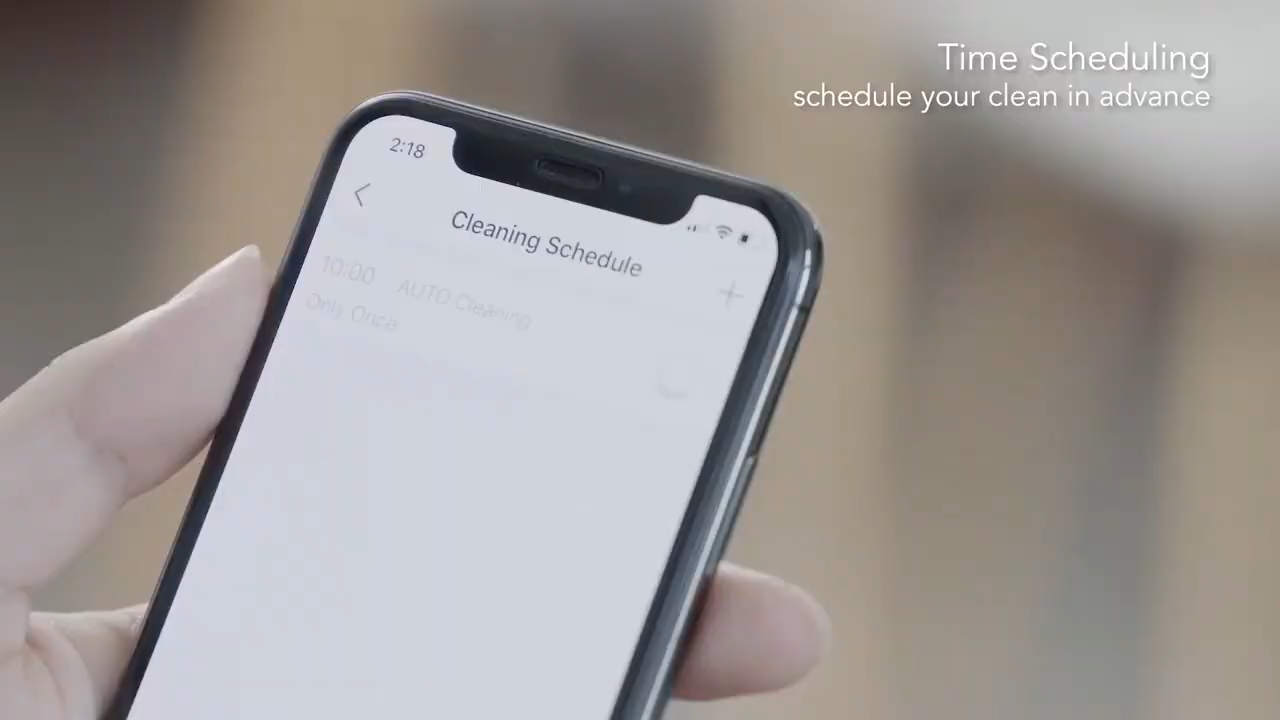 Time Scheduling
schedule your clean in advance
2:18
Cleaning Schedule
10:00 AUTO Cleaning
Only Once